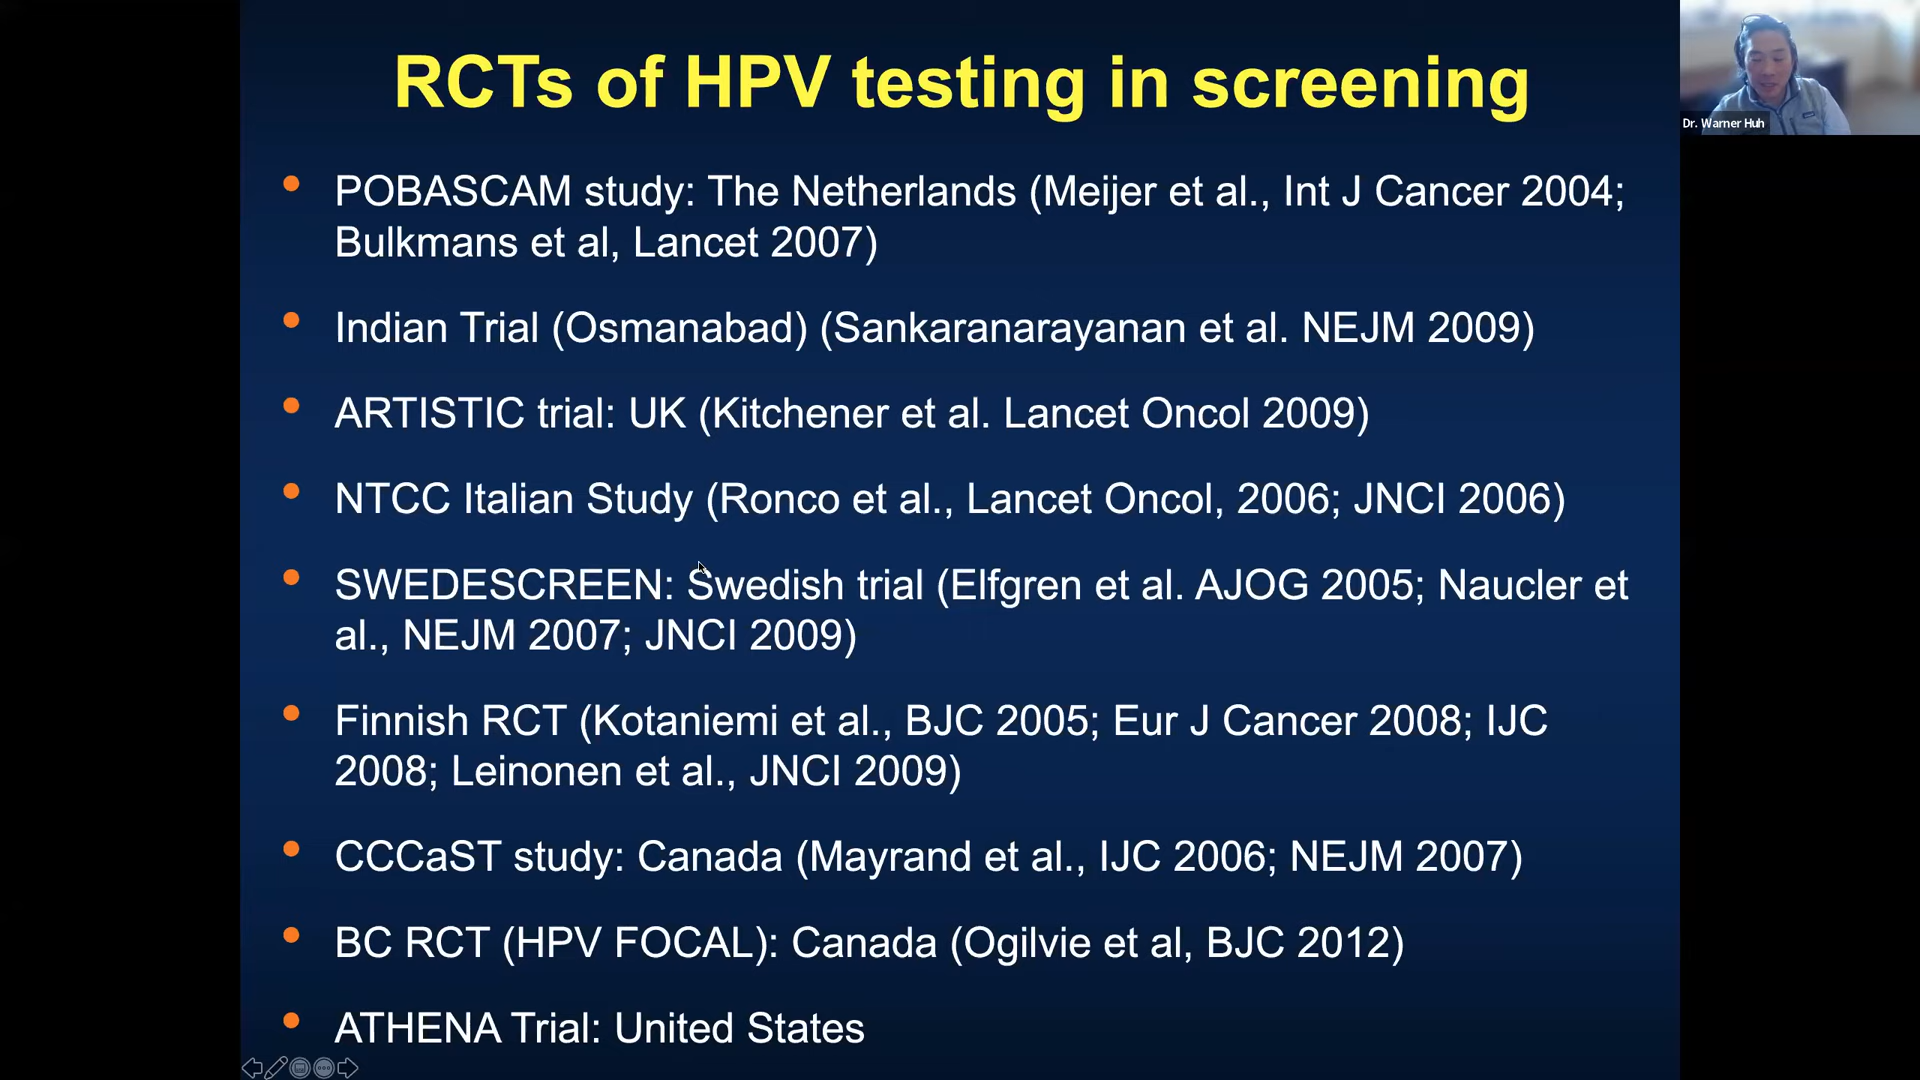 RCTs of HPV testing in screening
Dr. Warner Huh
• POBASCAM study: The Netherlands (Meijer et al., Int J Cancer 2004;
Bulkmans et al, Lancet 2007)
• Indian Trial (Osmanabad) (Sankaranarayanan et al. NEJM 2009)
• ARTISTIC trial: UK (Kitchener et al. Lancet Oncol 2009)
• NTCC Italian Study (Ronco et al., Lancet Oncol, 2006; JNCI 2006)
• SWEDESCREEN: Swedish trial (Elfgren et al. AJOG 2005; Naucler et
al., NEJM 2007; JNCI 2009)
• Finnish RCT (Kotaniemi et al., BJC 2005; Eur J Cancer 2008; IJC
2008; Leinonen et al., JNCI 2009)
• CCCaST study: Canada (Mayrand et al., IJC 2006; NEJM 2007)
• BC RCT (HPV FOCAL): Canada (Ogilvie et al, BJC 2012)
• ATHENA Trial: United States